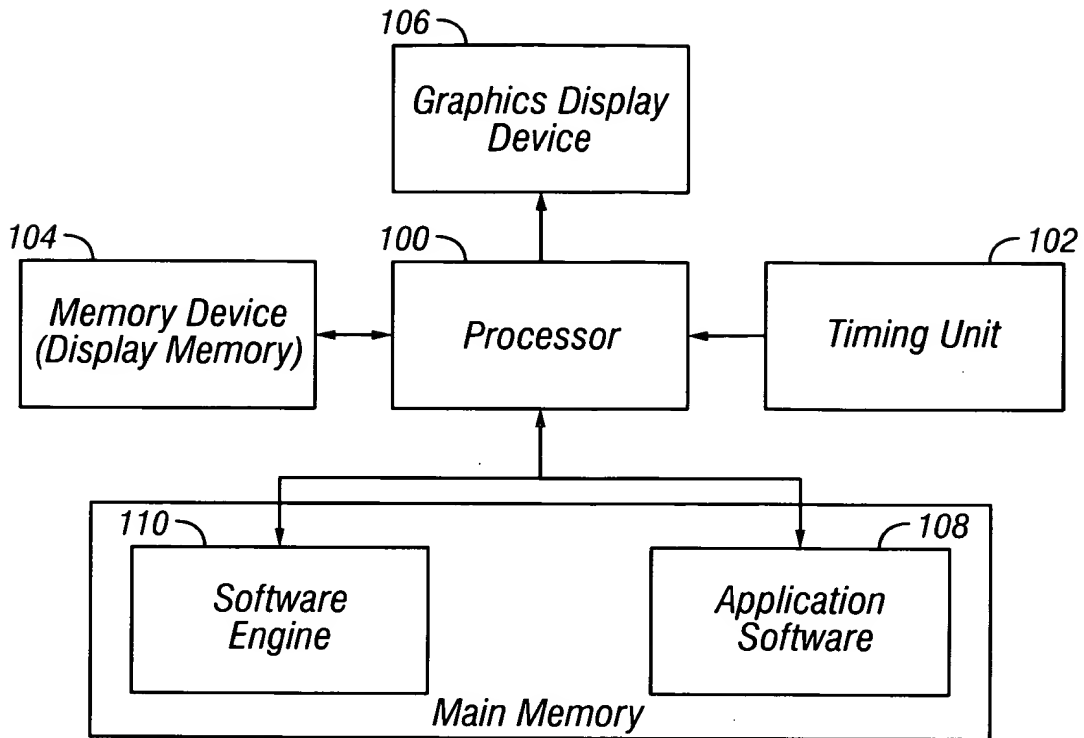 106
Graphics Display
Device
104
100
102
Memory Device
(Display Memory)
Processor
Timing Unit
110
108
Software
Engine
Application
Software
Main Memory